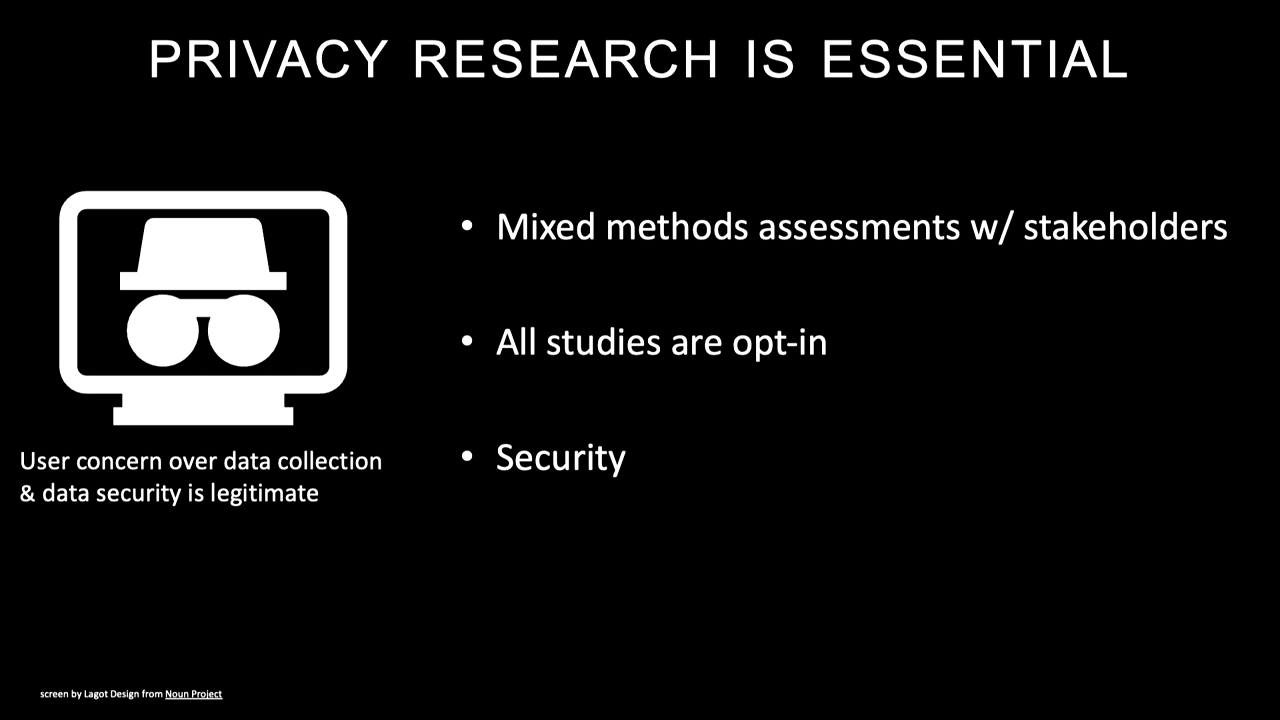 PRIVACY RESEARCH IS ESSENTIAL
• Mixed methods assessments w/ stakeholders
• All studies are opt-in
• Security
User concern over data collection
& data security is legitimate
screen by Lagot Design from Noun Project